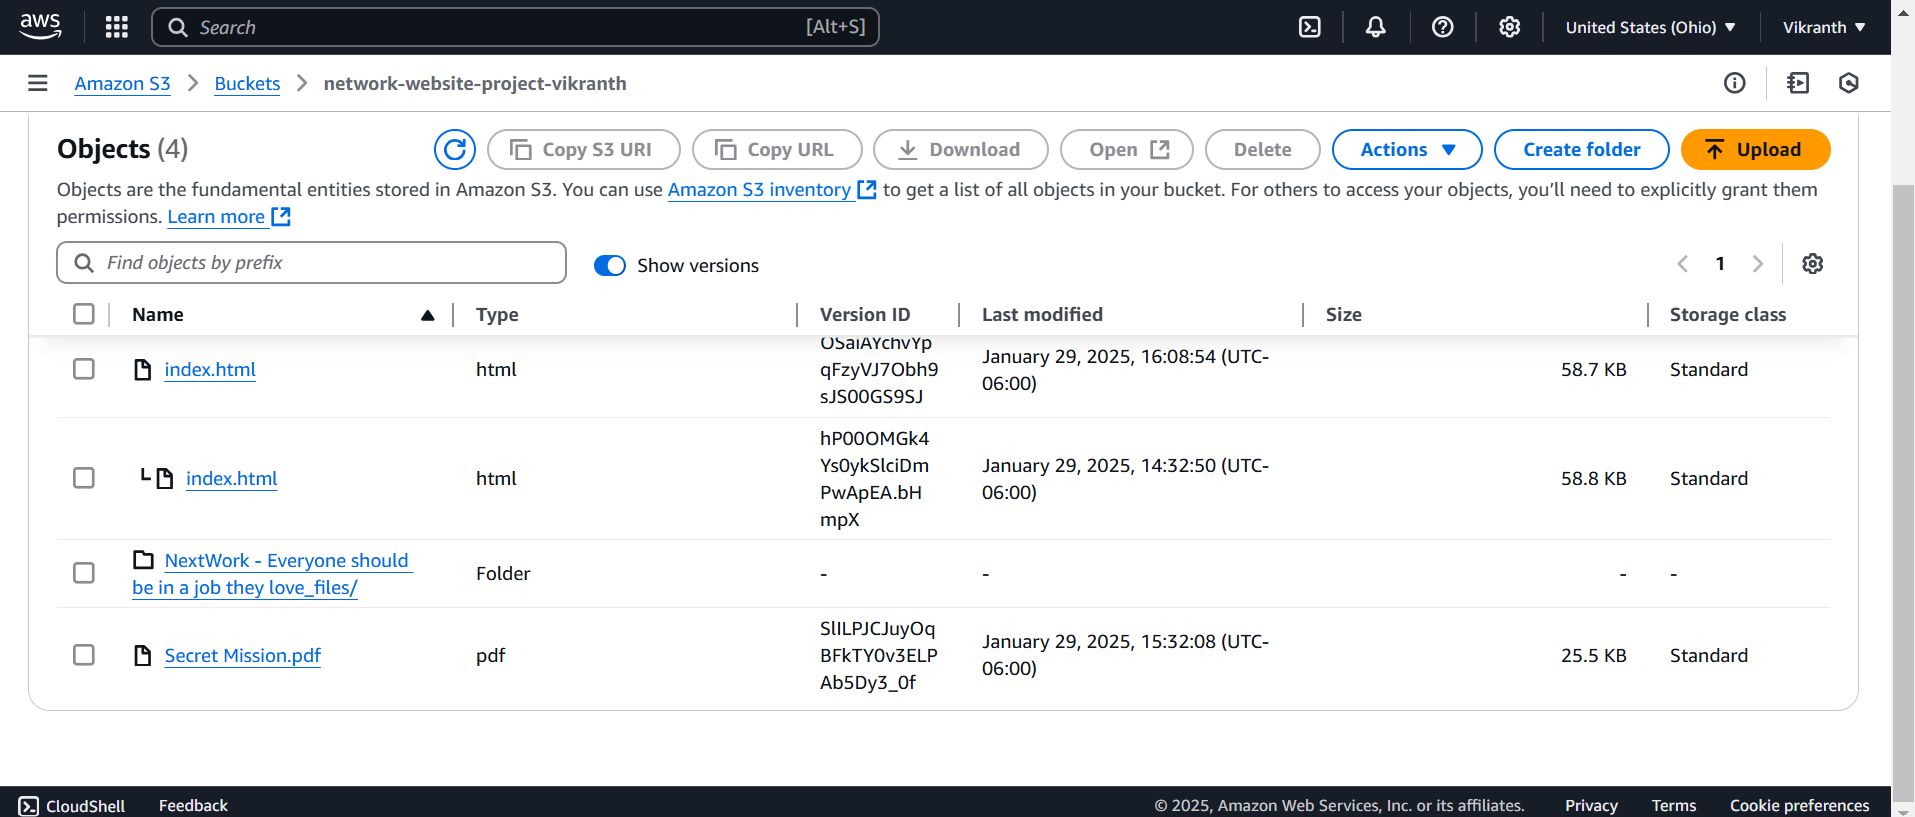 aws
Search [Alt+S]
United States (Ohio)
Vikranth
Amazon S3
Buckets
network-website-project-vikranth
Objects (4)
Copy S3 URI
Copy URL
Download
Open
Delete
Actions
Create folder
Upload
Objects are the fundamental entities stored in Amazon S3. You can use Amazon S3 inventory to get a list of all objects in your bucket. For others to access your objects, you’ll need to explicitly grant them
permissions. Learn more
Find objects by prefix
Show versions
1
Name
Type
Version ID
Last modified
Size
Storage class
index.html
html
OSaiAYchvYp
qFzyVJ7Obh9
sJS00GS9SJ
January 29, 2025, 16:08:54 (UTC-
06:00)
58.7 KB
Standard
index.html
html
hP00OMGk4
Ys0ykSlciDm
PwApEA.bH
mpX
January 29, 2025, 14:32:50 (UTC-
06:00)
58.8 KB
Standard
NextWork - Everyone should
be in a job they love_files/
Folder
-
-
-
-
Secret Mission.pdf
pdf
SlILPJCJuyOq
BFkTY0v3ELP
Ab5Dy3_0f
January 29, 2025, 15:32:08 (UTC-
06:00)
25.5 KB
Standard
CloudShell
Feedback
© 2025, Amazon Web Services, Inc. or its affiliates.
Privacy
Terms
Cookie preferences